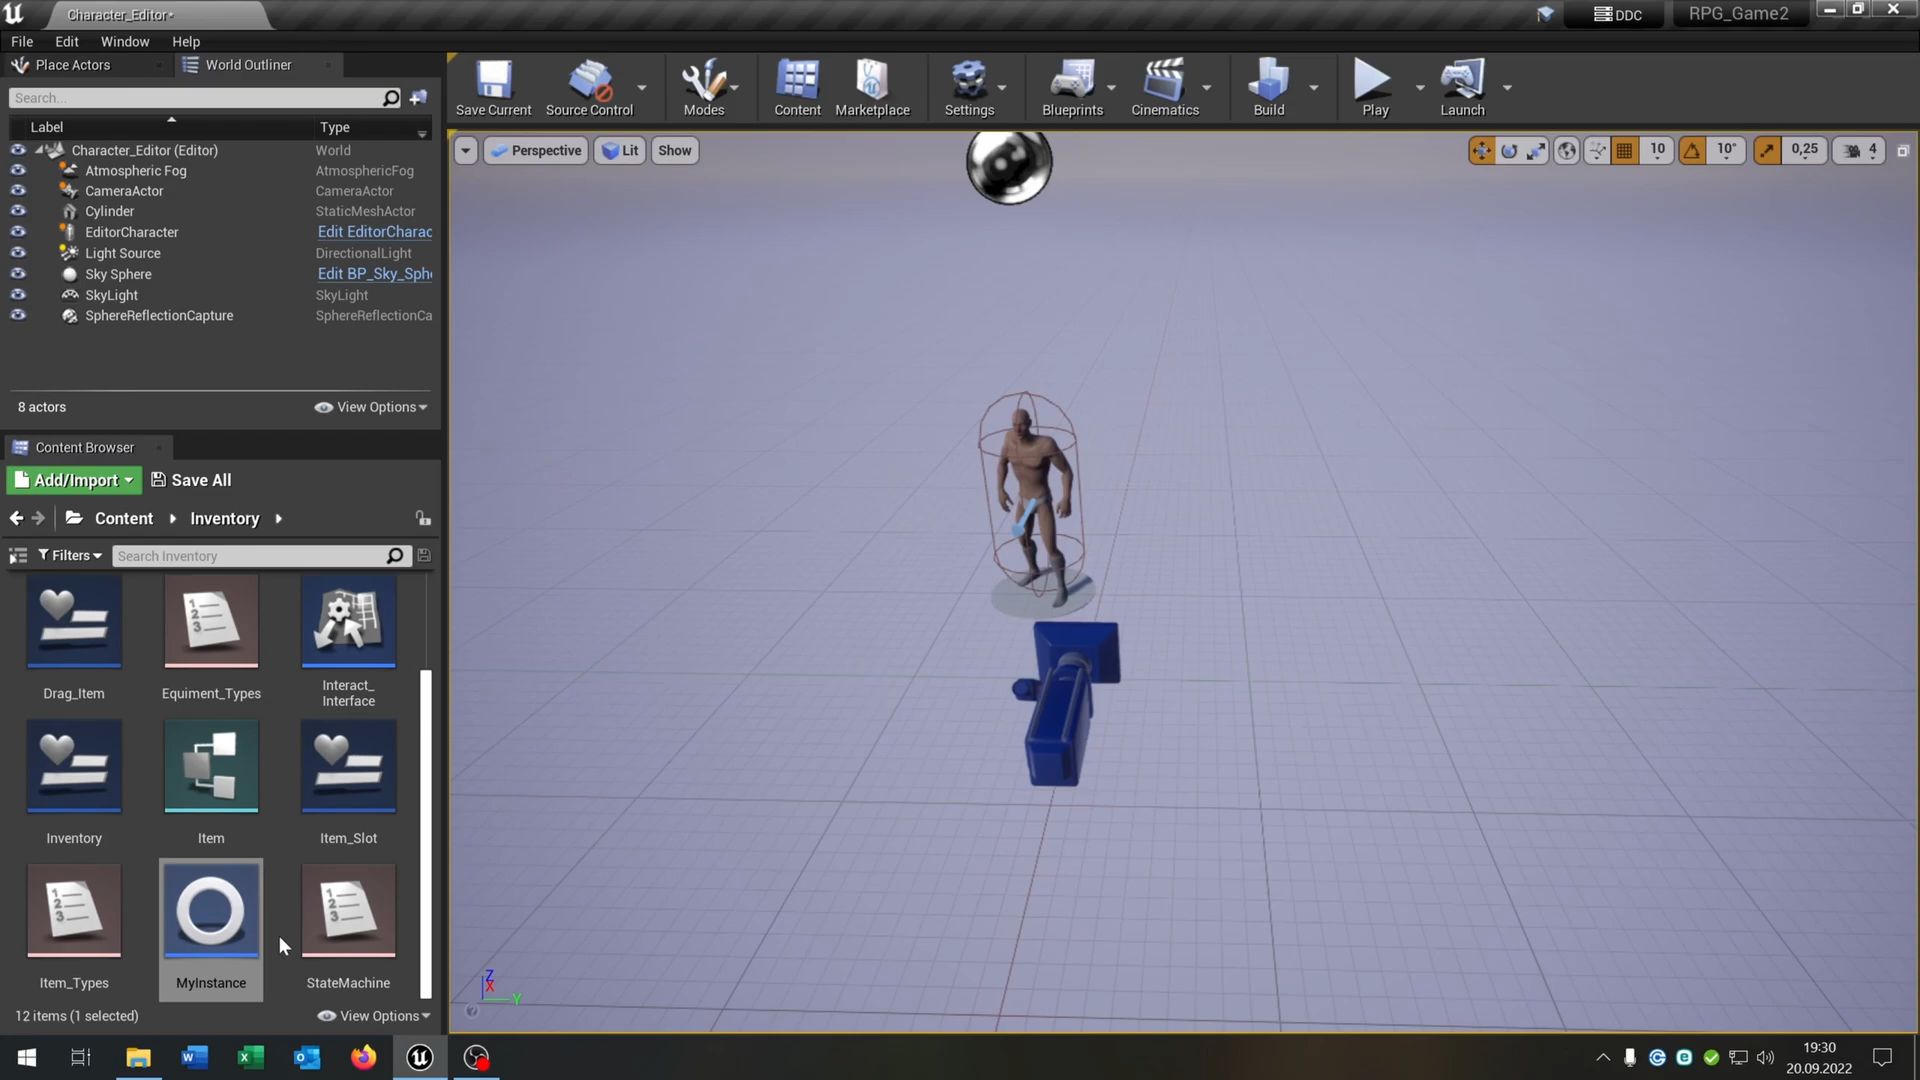 Character_Editor*
DDC
RPG_Game2
File Edit Window Help
Place Actors
World Outliner
Search...
Label Type
Character_Editor (Editor) World
Atmospheric Fog AtmosphericFog
CameraActor CameraActor
Cylinder StaticMeshActor
EditorCharacter Edit EditorCharac
Light Source DirectionalLight
Sky Sphere Edit BP_Sky_Sph
SkyLight SkyLight
SphereReflectionCapture SphereReflectionCa
8 actors
View Options
Save Current
Source Control
Modes
Content
Marketplace
Settings
Blueprints
Cinematics
Build
Play
Launch
Perspective
Lit
Show
10
10°
0,25
4
Content Browser
Add/Import
Save All
Content
Inventory
Filters
Search Inventory
Drag_Item
Equiment_Types
Interact_
Interface
Inventory
Item
Item_Slot
Item_Types
MyInstance
StateMachine
12 items (1 selected)
View Options
Z
X
Y
19:30
20.09.2022